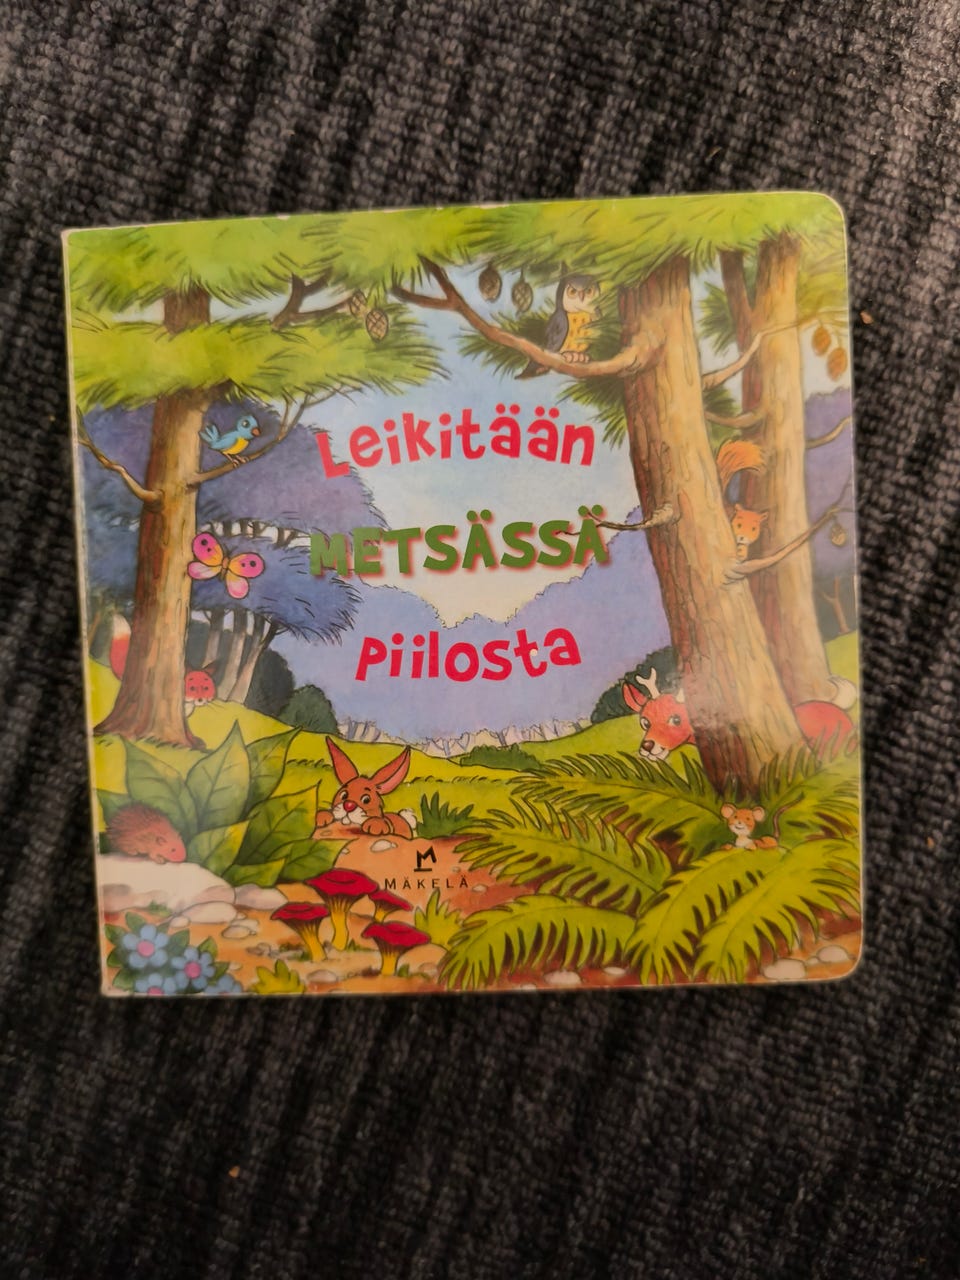 Leikitään
METSÄSSÄ
Piilosta
M
MÄKELÄ